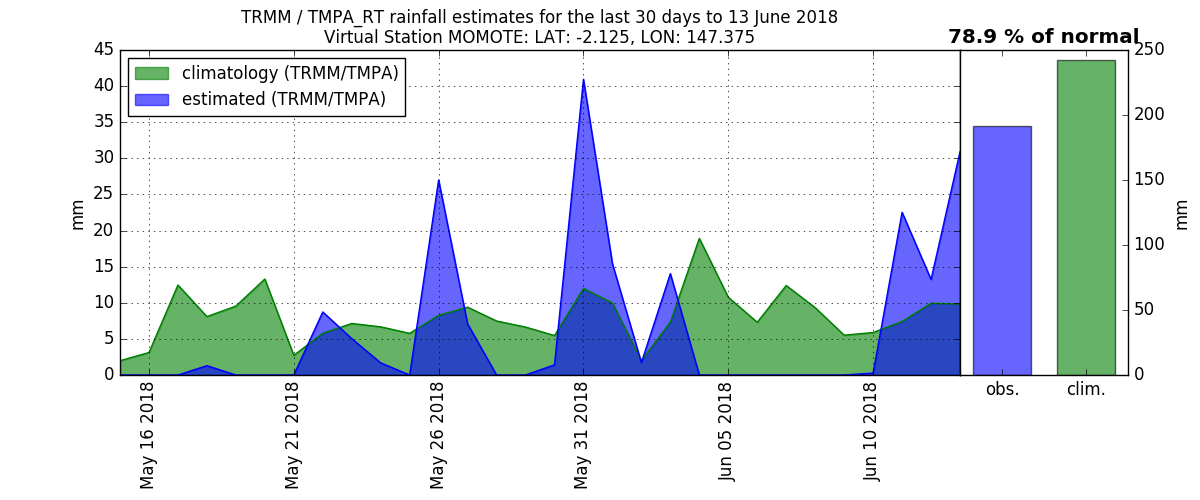 TRMM / TMPA_RT rainfall estimates for the last 30 days to 13 June 2018
Virtual Station MOMOTE: LAT: -2.125, LON: 147.375
78.9 % of normal
climatology (TRMM/TMPA)
estimated (TRMM/TMPA)
45
40
35
30
25
20
15
10
5
0
mm
May 16 2018
May 21 2018
May 26 2018
May 31 2018
Jun 05 2018
Jun 10 2018
250
200
150
100
50
0
mm
obs.
clim.